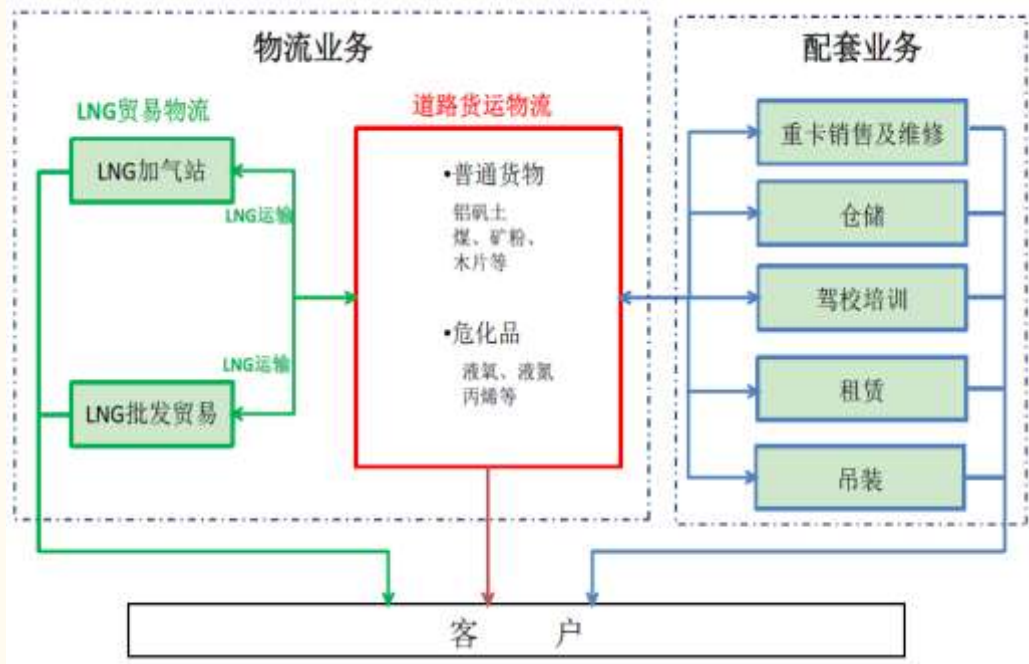 物流业务
LNG贸易物流
LNG加气站
LNG运输
LNG运输
LNG批发贸易
道路货运物流
•普通货物
铝矾土
煤、矿粉、
木片等
•危化品
液氧、液氮
丙烯等
配套业务
重卡销售及维修
仓储
驾校培训
租赁
吊装
客 户